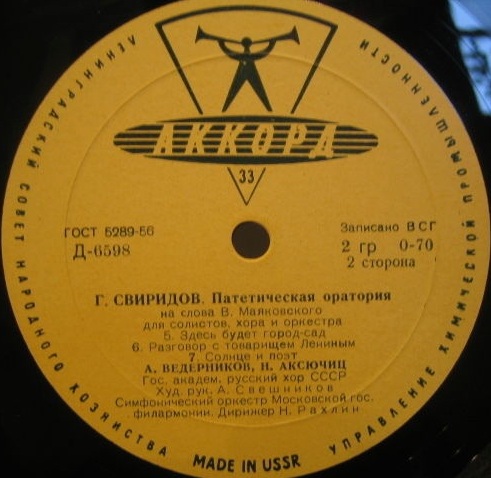 ЛЕНИНГРАДСКИЙ СОВЕТ НАРОДНОГО ХОЗЯЙСТВА
УПРАВЛЕНИЕ ХИМИЧЕСКОЙ ПРОМЫШЛЕННОСТИ
АККОРД
33
ГОСТ 5289-56
Записано ВСГ
Д-6598
2 гр 0-70
2 сторона
Г. СВИРИДОВ. Патетическая оратория
на слова В. Маяковского
для солистов, хора и оркестра
5. Здесь будет город-сад
6. Разговор с товарищем Лениным
7. Солнце и поэт
А. ВЕДЕРНИКОВ, Н. АКСЮЧИЦ
Гос. академ. русский хор СССР
Худ. рук. А. Свешников
Симфонический оркестр Московской гос.
филармонии. Дирижер Н. Рахлин
MADE IN USSR